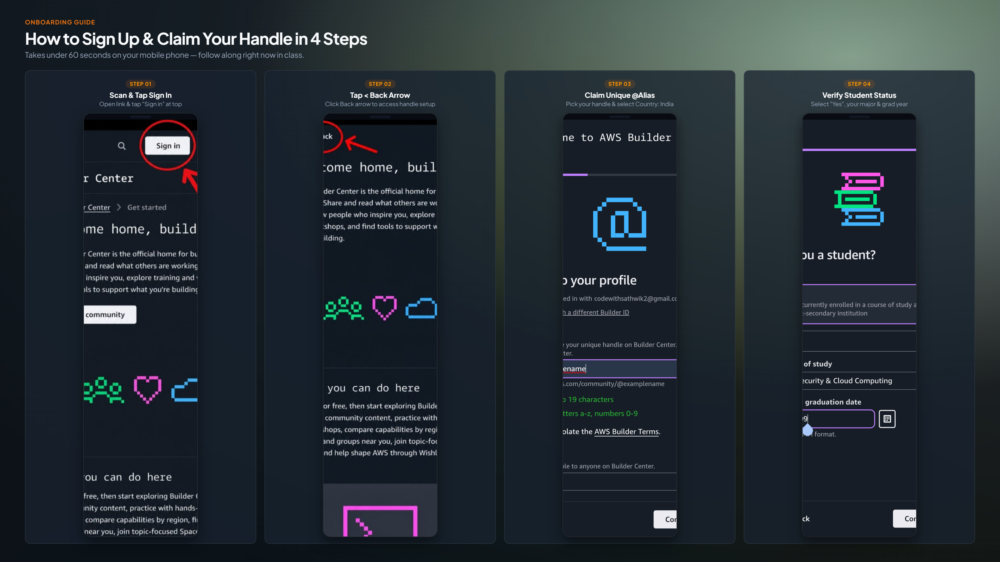 ONBOARDING GUIDE
How to Sign Up & Claim Your Handle in 4 Steps
Takes under 60 seconds on your mobile phone — follow along right now in class.
STEP 01
Scan & Tap Sign In
Open link & tap "Sign in" at top
Sign in
r Center
r Center > Get started
ome home, build
r Center is the official home for bu
and read what others are working
inspire you, explore training and
ols to support what you're building
community
you can do here
free, then start exploring Builder C
unity content, practice with hands-
compare capabilities by region, fi
near you, join topic-focused Space
STEP 02
Tap < Back Arrow
Click Back arrow to access handle setup
ack
come home, buil
der Center is the official home for
Share and read what others are wo
w people who inspire you, explore
kshops, and find tools to support w
ilding.
you can do here
or free, then start exploring Builde
community content, practice with
shops, compare capabilities by regi
and groups near you, join topic-foc
nd help shape AWS through Wishl
STEP 03
Claim Unique @Alias
Pick your handle & select Country: India
me to AWS Builder
p your profile
ed in with codewithsathwik2@gmail.co
h a different Builder ID
e your unique handle on Builder Center.
ter.
ename
s.com/community/@examplename
o 19 characters
tters a-z, numbers 0-9
olate the AWS Builder Terms.
ble to anyone on Builder Center.
Con
STEP 04
Verify Student Status
Select "Yes", your major & grad year
ou a student?
currently enrolled in a course of study a
t-secondary institution
of study
ecurity & Cloud Computing
graduation date
09
format.
ck
Con